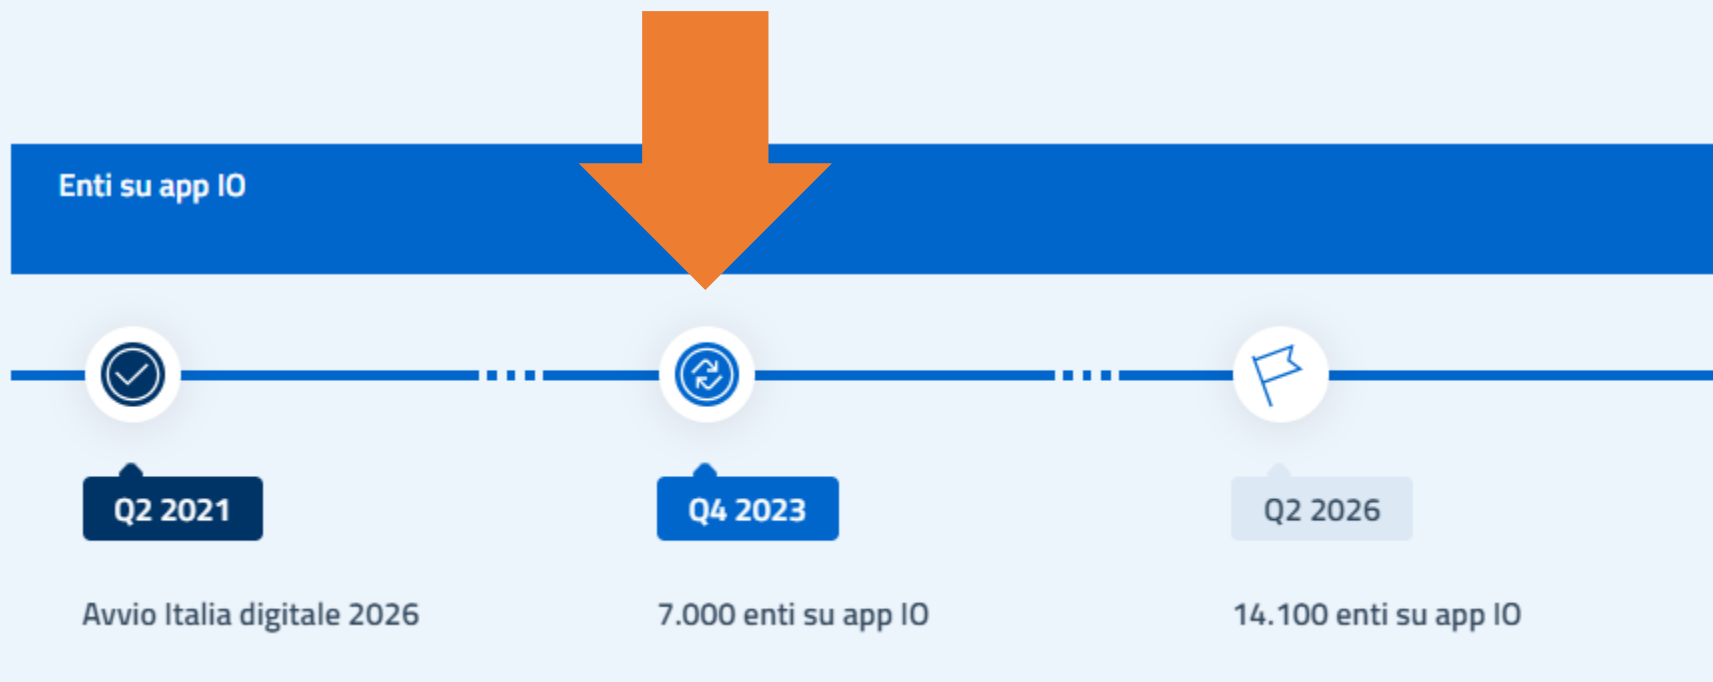 Enti su app IO
Q2 2021
Q4 2023
Q2 2026
Avvio Italia digitale 2026
7.000 enti su app IO
14.100 enti su app IO